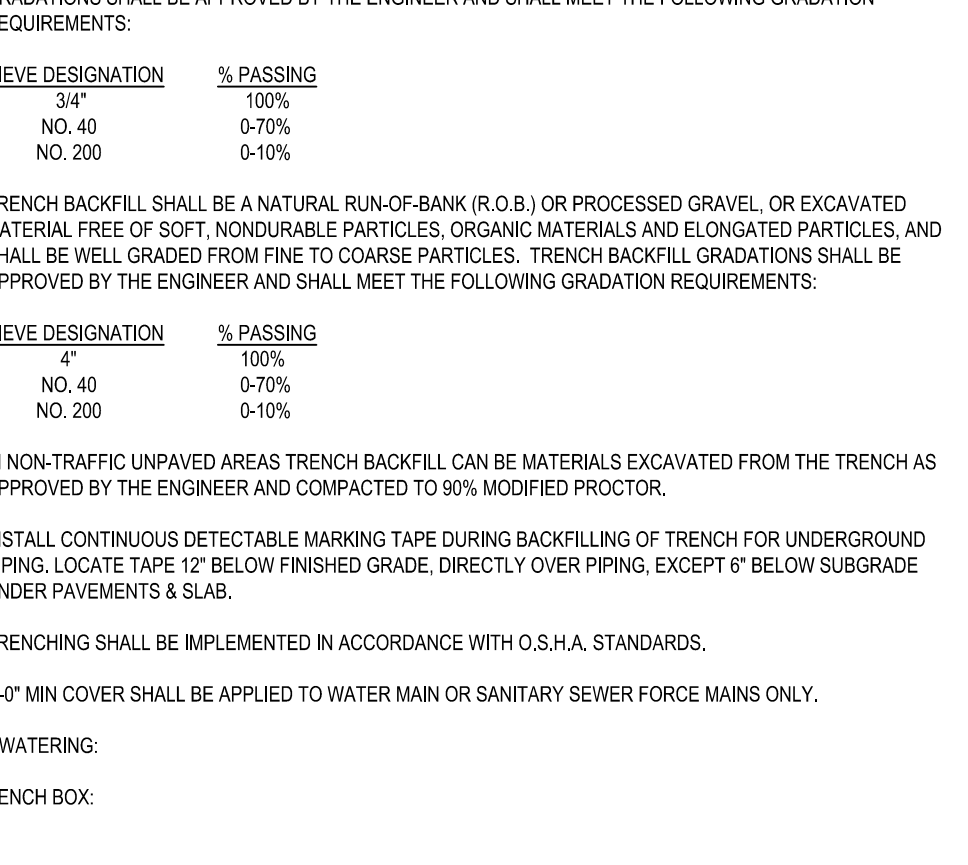 GRADATIONS SHALL BE APPROVED BY THE ENGINEER AND SHALL MEET THE FOLLOWING GRADATION
EQUIREMENTS:
IEVE DESIGNATION % PASSING
3/4" 100%
NO. 40 0-70%
NO. 200 0-10%
RENCH BACKFILL SHALL BE A NATURAL RUN-OF-BANK (R.O.B.) OR PROCESSED GRAVEL, OR EXCAVATED
ATERIAL FREE OF SOFT, NONDURABLE PARTICLES, ORGANIC MATERIALS AND ELONGATED PARTICLES, AND
HALL BE WELL GRADED FROM FINE TO COARSE PARTICLES. TRENCH BACKFILL GRADATIONS SHALL BE
PPROVED BY THE ENGINEER AND SHALL MEET THE FOLLOWING GRADATION REQUIREMENTS:
IEVE DESIGNATION % PASSING
4" 100%
NO. 40 0-70%
NO. 200 0-10%
NON-TRAFFIC UNPAVED AREAS TRENCH BACKFILL CAN BE MATERIALS EXCAVATED FROM THE TRENCH AS
PPROVED BY THE ENGINEER AND COMPACTED TO 90% MODIFIED PROCTOR.
NSTALL CONTINUOUS DETECTABLE MARKING TAPE DURING BACKFILLING OF TRENCH FOR UNDERGROUND
IPING. LOCATE TAPE 12" BELOW FINISHED GRADE, DIRECTLY OVER PIPING, EXCEPT 6" BELOW SUBGRADE
NDER PAVEMENTS & SLAB.
RENCHING SHALL BE IMPLEMENTED IN ACCORDANCE WITH O.S.H.A. STANDARDS.
-0" MIN COVER SHALL BE APPLIED TO WATER MAIN OR SANITARY SEWER FORCE MAINS ONLY.
WATERING:
ENCH BOX: